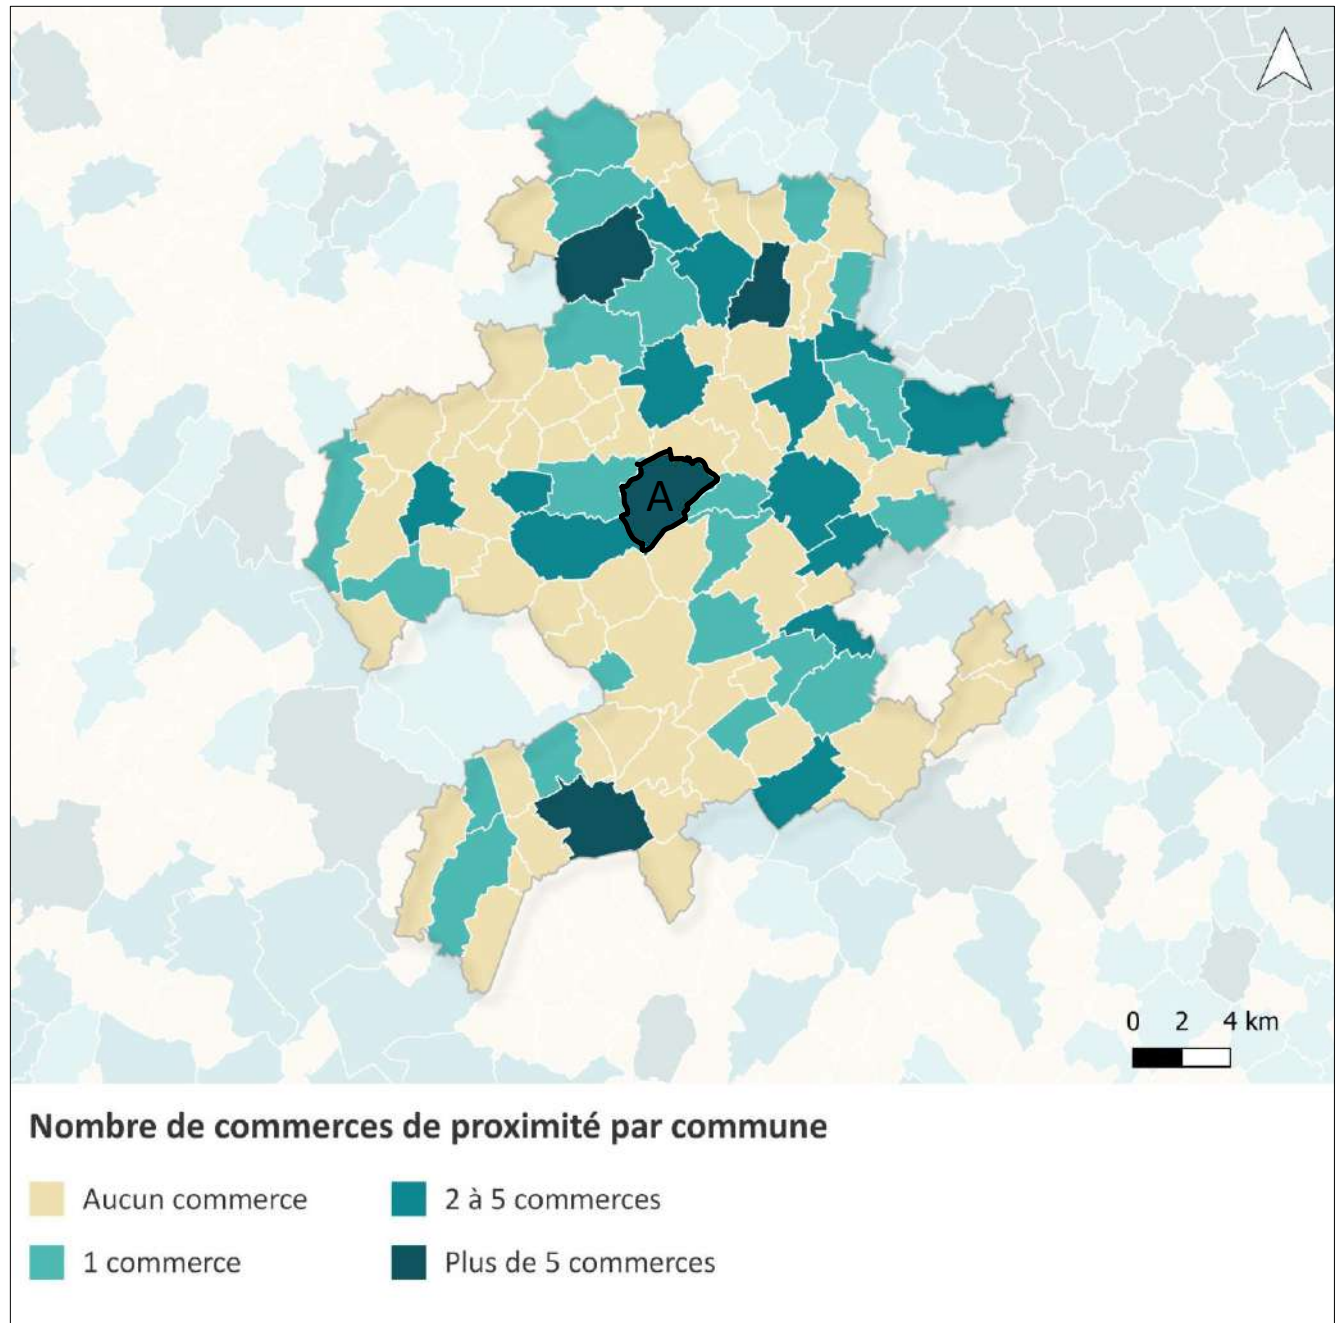 A
0 2 4 km
Nombre de commerces de proximité par commune
Aucun commerce
2 à 5 commerces
1 commerce
Plus de 5 commerces